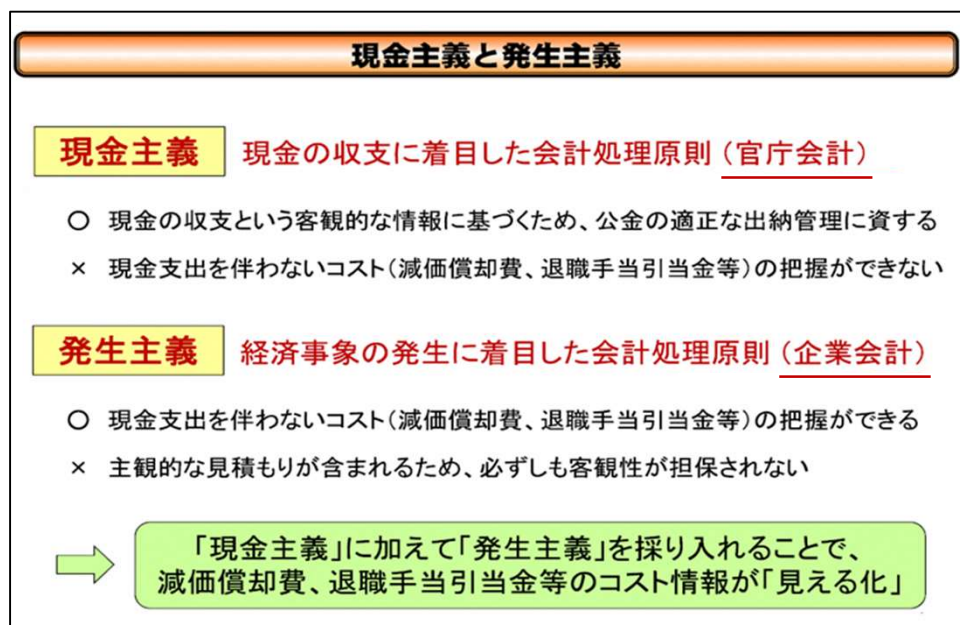 現金主義と発生主義
現金主義 現金の収支に着目した会計処理原則（官庁会計）
○ 現金の収支という客観的な情報に基づくため、公金の適正な出納管理に資する
× 現金支出を伴わないコスト（減価償却費、退職手当引当金等）の把握ができない
発生主義 経済事象の発生に着目した会計処理原則（企業会計）
○ 現金支出を伴わないコスト（減価償却費、退職手当引当金等）の把握ができる
× 主観的な見積もりが含まれるため、必ずしも客観性が担保されない
「現金主義」に加えて「発生主義」を採り入れることで、
減価償却費、退職手当引当金等のコスト情報が「見える化」